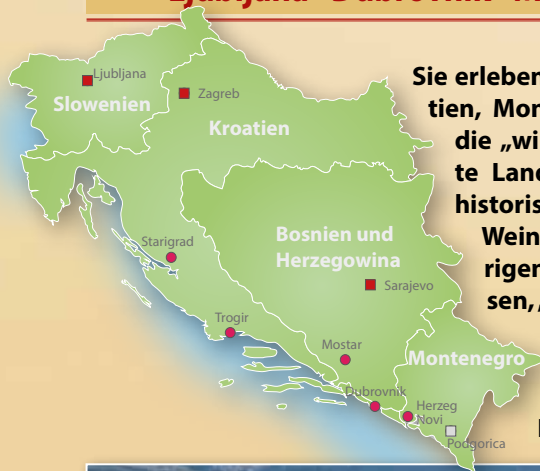 Ljubljana
Slowenien
Zagreb
Kroatien
Sie erleben
tien, Mon
die „wi
te Land
historis
Wein
rigen
sen, „
Starigrad
Bosnien und
Herzegowina
Sarajevo
Trogir
Mostar
Montenegro
Dubrovnik
Herzeg
Novi
Podgorica